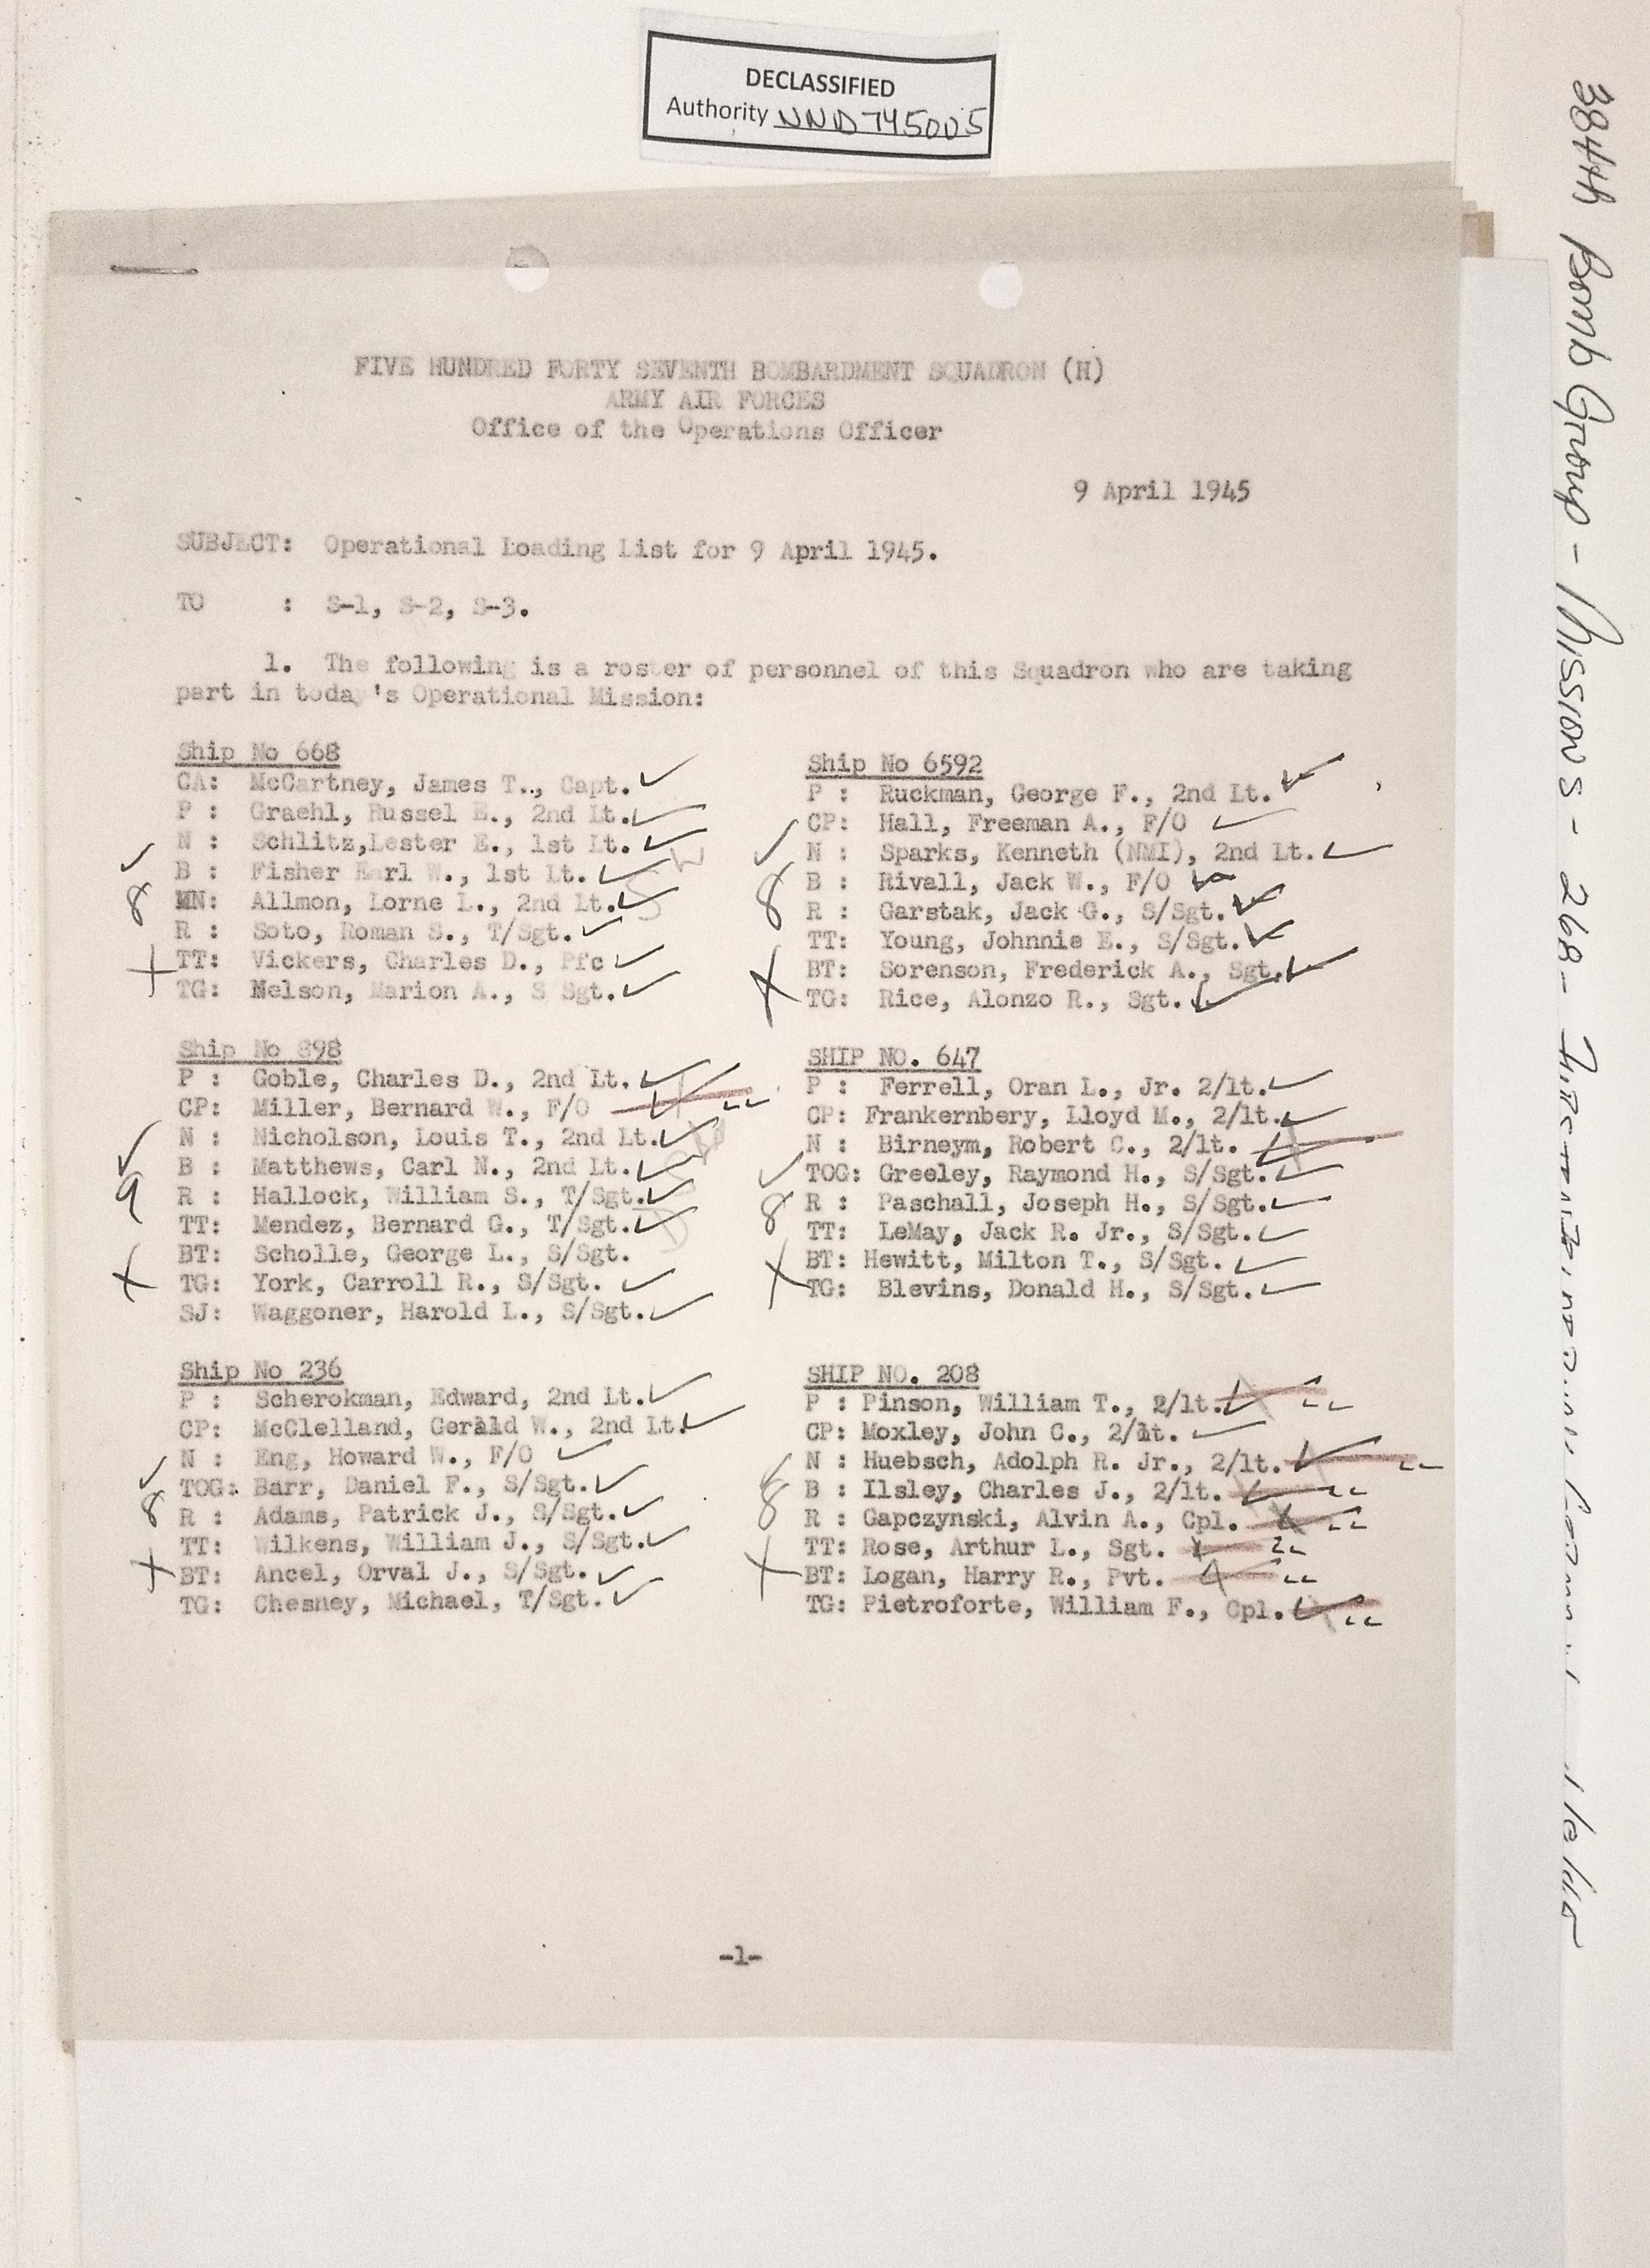 DECLASSIFIED
Authority NND 745005
FIVE HUNDRED FORTY SEVENTH BOMBARDMENT SQUADRON (H)
ARMY AIR FORCES
Office of the Operations Officer
9 April 1945
SUBJECT: Operational Loading List for 9 April 1945.
TO : S-1, S-2, S-3.
1. The following is a roster of personnel of this Squadron who are taking
part in today's Operational Mission:
Ship No 668
CA: McCartney, James T., Capt. ✓
P : Graehl, Russel E., 2nd Lt. ✓
N : Schlitz,Lester E., 1st Lt. ✓
✓ B : Fisher Earl W., 1st Lt. ✓
8 MN: Allmon, Lorne L., 2nd Lt. ✓
R : Soto, Roman S., T/Sgt. ✓
+ TT: Vickers, Charles D., Pfc ✓
TG: Nelson, Marion A., S Sgt. ✓
Ship No 898
P : Goble, Charles D., 2nd Lt. ✓
CP: Miller, Bernard W., F/O ✓
N : Nicholson, Louis T., 2nd Lt. ✓
✓ B : Matthews, Carl N., 2nd Lt. ✓
9 R : Hallock, William S., T/Sgt. ✓
TT: Mendez, Bernard G., T/Sgt. ✓
BT: Scholle, George L., S/Sgt.
+ TG: York, Carroll R., S/Sgt. ✓
SJ: Waggoner, Harold L., S/Sgt. ✓
Ship No 236
P : Scherokman, Edward, 2nd Lt. ✓
CP: McClelland, Gerald W., 2nd Lt. ✓
N : Eng, Howard W., F/O ✓
✓ TOG: Barr, Daniel F., S/Sgt. ✓
8 R : Adams, Patrick J., S/Sgt. ✓
TT: Wilkens, William J., S/Sgt. ✓
+ BT: Ancel, Orval J., S/Sgt. ✓
TG: Chesney, Michael, T/Sgt. ✓
Ship No 6592
P : Ruckman, George F., 2nd Lt. ✓
CP: Hall, Freeman A., F/O ✓
✓ N : Sparks, Kenneth (NMI), 2nd Lt. ✓
8 B : Rivall, Jack W., F/O ✓
R : Garstak, Jack G., S/Sgt. ✓
TT: Young, Johnnie E., S/Sgt. ✓
BT: Sorenson, Frederick A., Sgt. ✓
+ TG: Rice, Alonzo R., Sgt. ✓
SHIP NO. 647
P : Ferrell, Oran L., Jr. 2/lt. ✓
CP: Frankernbery, Lloyd M., 2/lt. ✓
N : Birneym, Robert C., 2/lt. ✓
✓ TOG: Greeley, Raymond H., S/Sgt. ✓
8 R : Paschall, Joseph H., S/Sgt. ✓
TT: LeMay, Jack R. Jr., S/Sgt. ✓
BT: Hewitt, Milton T., S/Sgt. ✓
+ TG: Blevins, Donald H., S/Sgt. ✓
SHIP NO. 208
P : Pinson, William T., 2/lt. ✓
CP: Moxley, John C., 2/lt. ✓
✓ N : Huebsch, Adolph R. Jr., 2/lt. ✓
8 B : Ilsley, Charles J., 2/lt. ✓
R : Gapczynski, Alvin A., Cpl.
TT: Rose, Arthur L., Sgt.
+ BT: Logan, Harry R., Pvt.
TG: Pietroforte, William F., Cpl. ✓
-1-
384th Bomb Group - Missions - 268 -